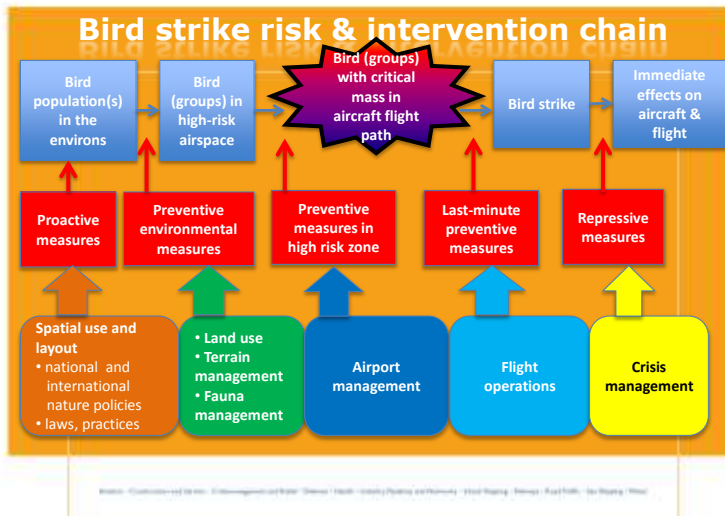 Bird strike risk & intervention chain
Bird
population(s)
in the
environs
Bird
(groups) in
high-risk
airspace
Bird (groups)
with critical
mass in
aircraft flight
path
Bird strike
Immediate
effects on
aircraft &
flight
Proactive
measures
Preventive
environmental
measures
Preventive
measures in
high risk zone
Last-minute
preventive
measures
Repressive
measures
Spatial use and
layout
• national and
international
nature policies
• laws, practices
• Land use
• Terrain
management
• Fauna
management
Airport
management
Flight
operations
Crisis
management